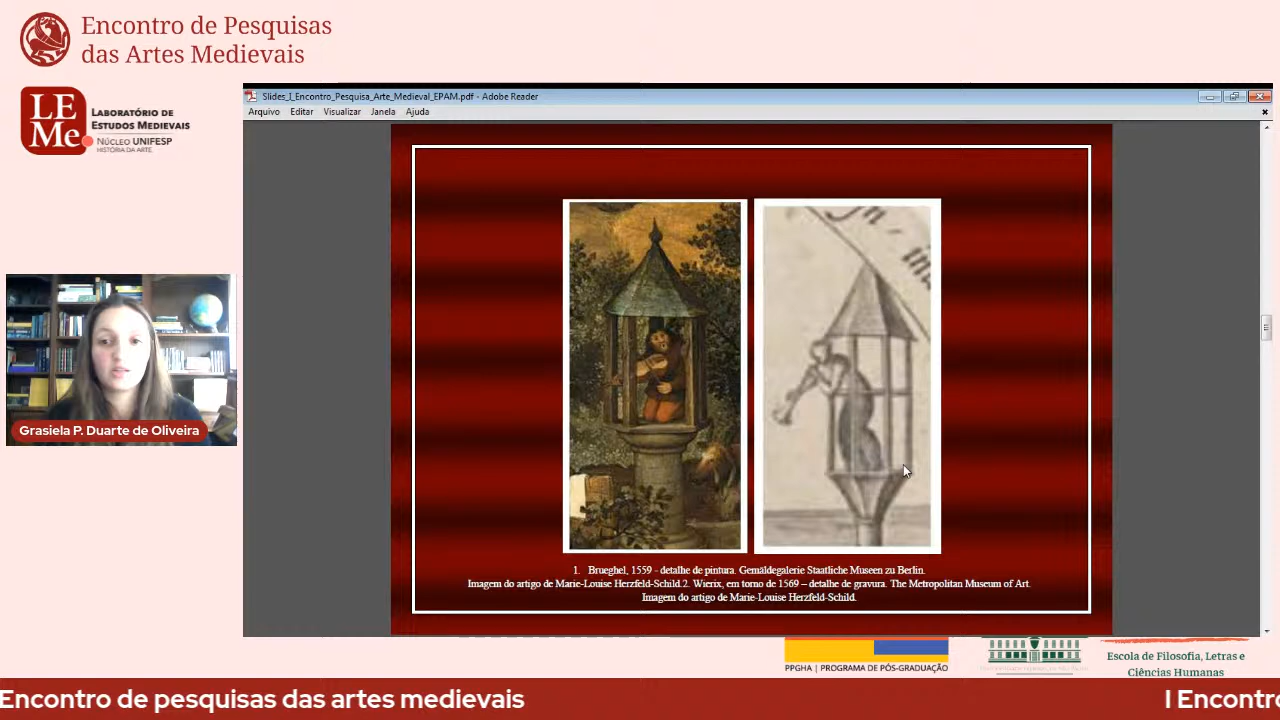 Encontro de Pesquisas
das Artes Medievais
LE
Me
LABORATÓRIO DE
ESTUDOS MEDIEVAIS
NÚCLEO UNIFESP
HISTÓRIA DA ARTE
Slides_I_Encontro_Pesquisa_Arte_Medieval_EPAM.pdf - Adobe Reader
Arquivo Editar Visualizar Janela Ajuda
1. Brueghel, 1559 - detalhe de pintura. Gemäldegalerie Staatliche Museen zu Berlin.
Imagem do artigo de Marie-Louise Herzfeld-Schild.2. Wierix, em torno de 1569 – detalhe de gravura. The Metropolitan Museum of Art.
Imagem do artigo de Marie-Louise Herzfeld-Schild.
Grasiela P. Duarte de Oliveira
PPGHA | PROGRAMA DE PÓS-GRADUAÇÃO
Escola de Filosofia, Letras e
Ciências Humanas
Encontro de pesquisas das artes medievais
I Encontro